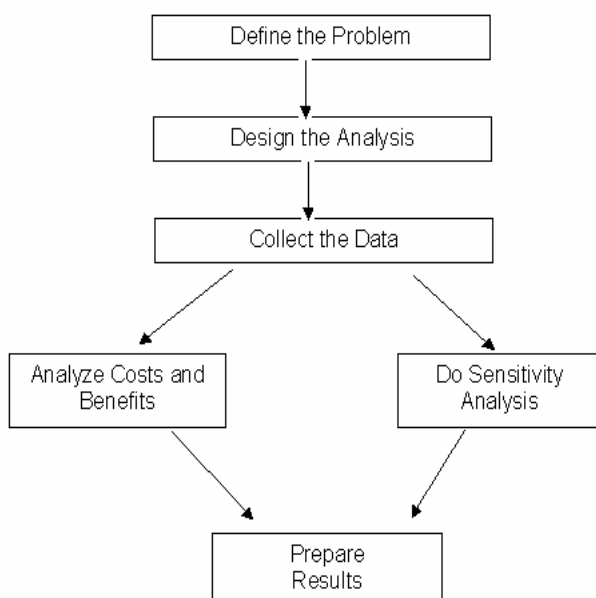 Define the Problem
Design the Analysis
Collect the Data
Analyze Costs and
Benefits
Do Sensitivity
Analysis
Prepare
Results